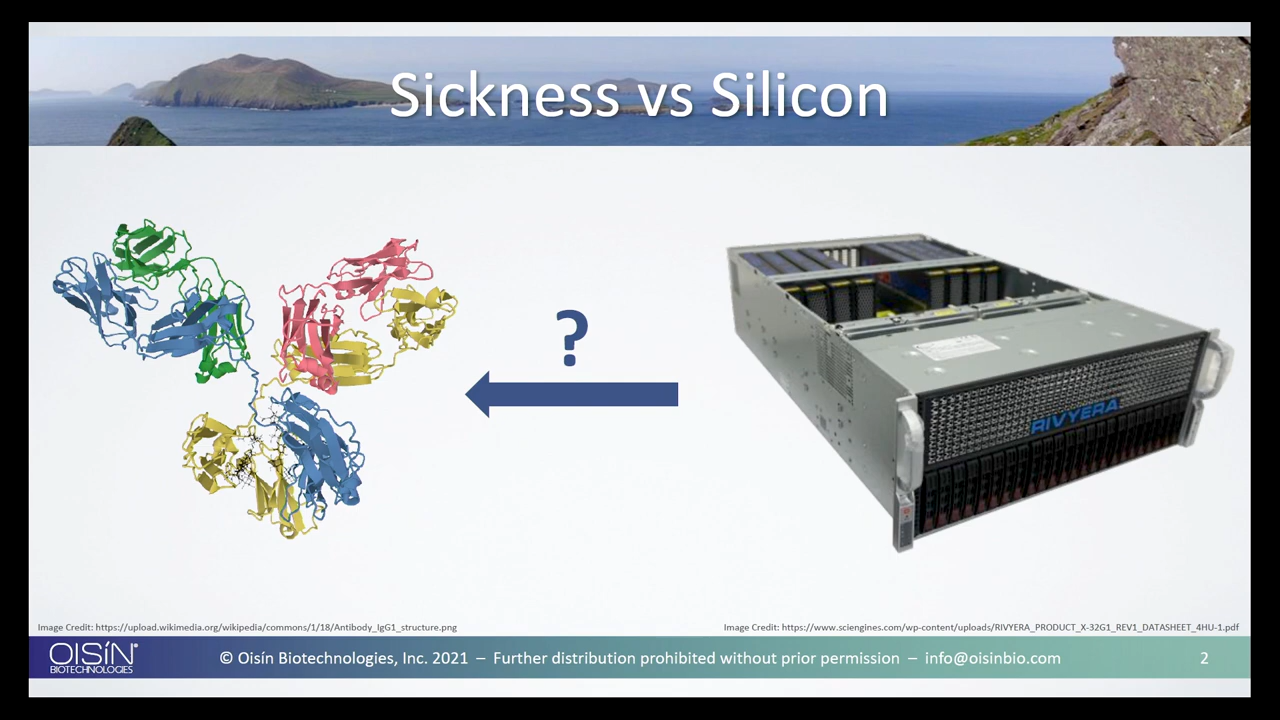 Sickness vs Silicon
?
RIVYERA
Image Credit: https://upload.wikimedia.org/wikipedia/commons/1/18/Antibody_IgG1_structure.png
Image Credit: https://www.sciengines.com/wp-content/uploads/RIVYERA_PRODUCT_X-32G1_REV1_DATASHEET_4HU-1.pdf
OISÍN®
BIOTECHNOLOGIES
© Oisín Biotechnologies, Inc. 2021 – Further distribution prohibited without prior permission – info@oisinbio.com
2